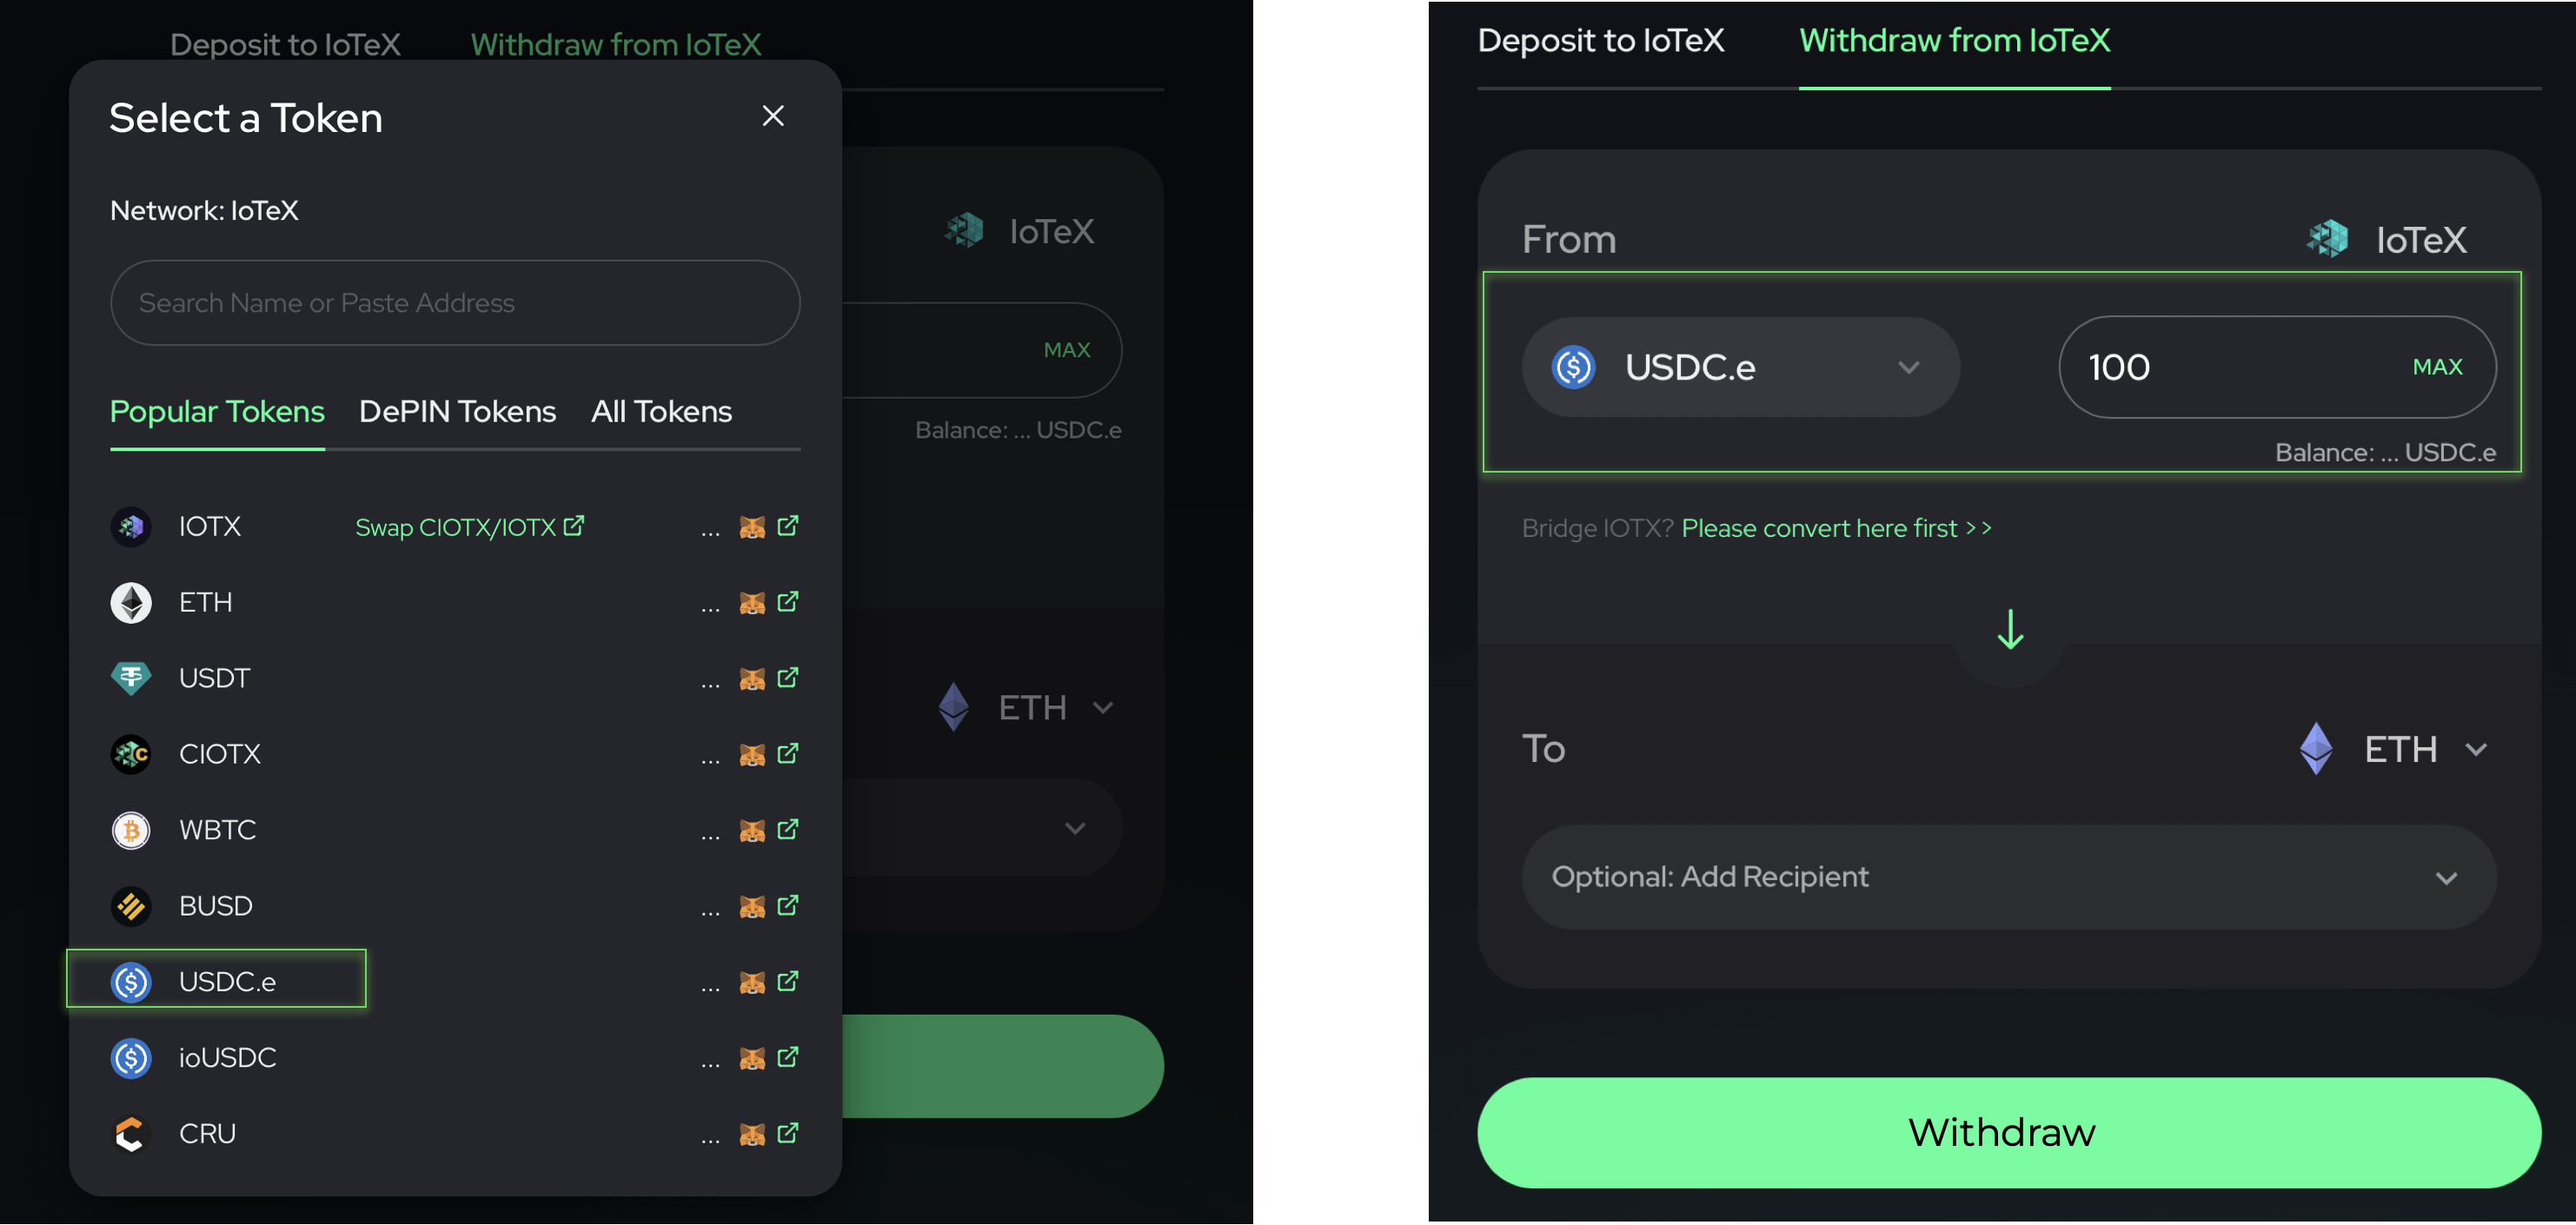 Deposit to IoTeX Withdraw from IoTeX
Select a Token
Network: IoTeX
Search Name or Paste Address
Popular Tokens DePIN Tokens All Tokens
IOTX Swap CIOTX/IOTX ...
ETH ...
USDT ...
CIOTX ...
WBTC ...
BUSD ...
USDC.e ...
ioUSDC ...
CRU ...
IoTeX
MAX
Balance: ... USDC.e
ETH
Deposit to IoTeX Withdraw from IoTeX
From IoTeX
USDC.e 100 MAX
Balance: ... USDC.e
Bridge IOTX? Please convert here first >>
To ETH
Optional: Add Recipient
Withdraw